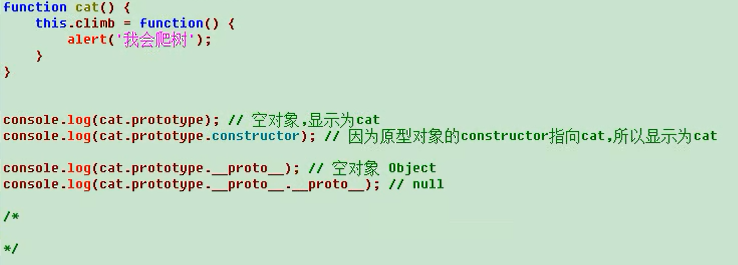 function cat() {
    this.climb = function() {
        alert('我会爬树');
    }
}
console.log(cat.prototype); // 空对象,显示为cat
console.log(cat.prototype.constructor); // 因为原型对象的constructor指向cat,所以显示为cat
console.log(cat.prototype.__proto__); // 空对象 Object
console.log(cat.prototype.__proto__.__proto__); // null
/*
*/